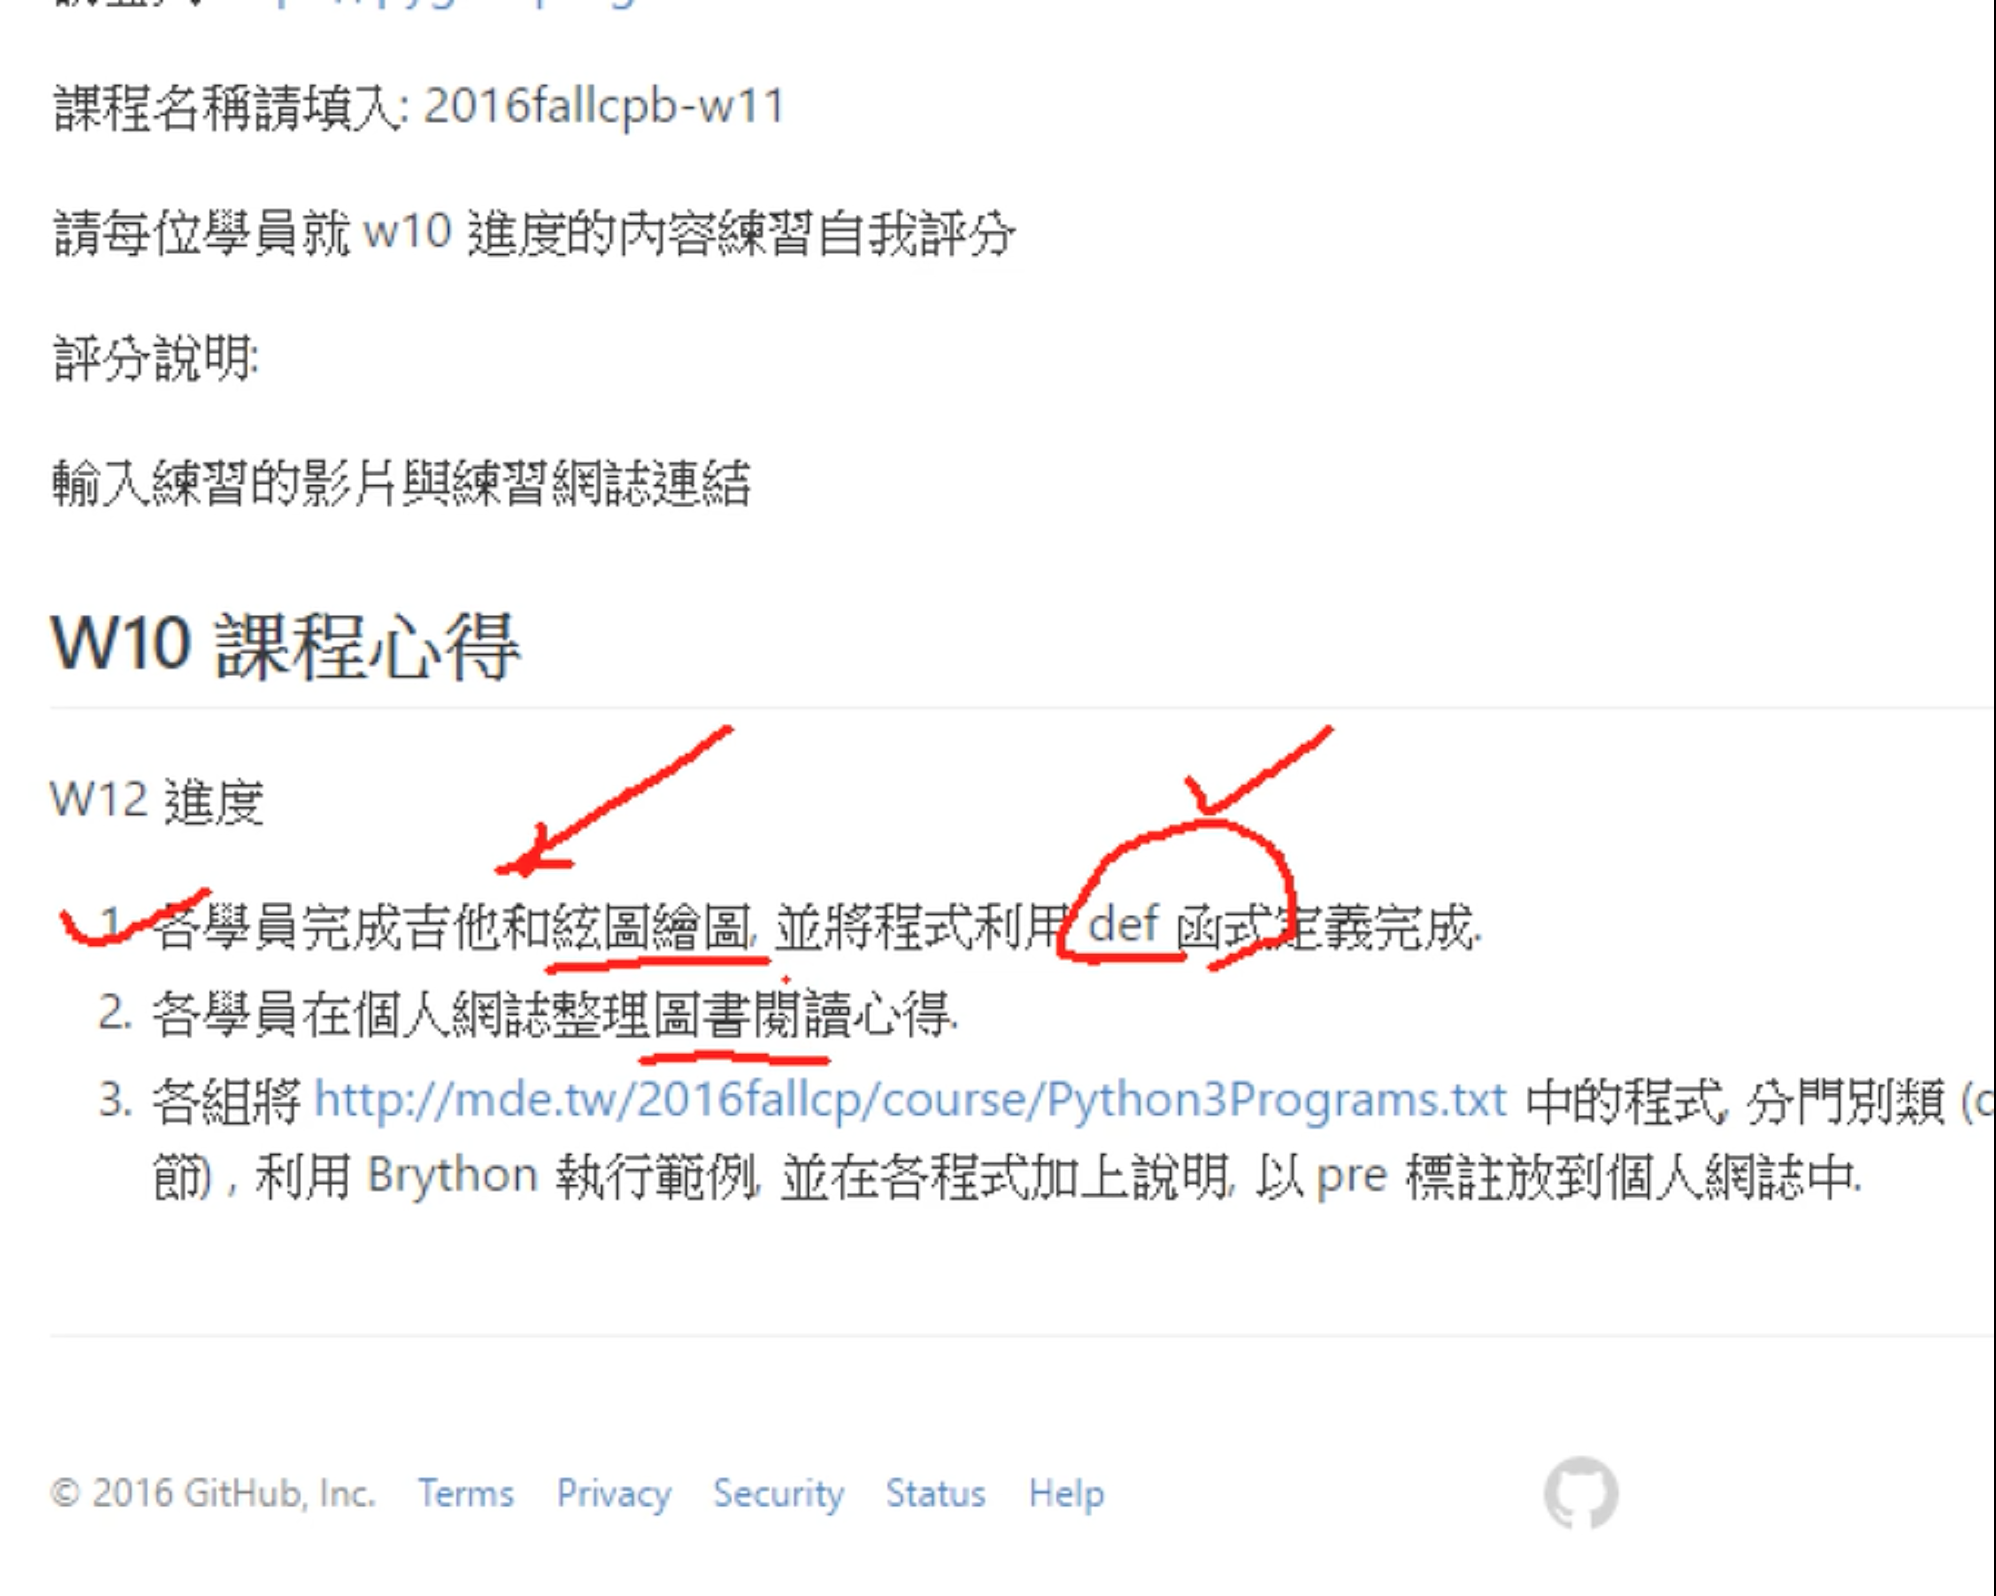 課程名稱請填入: 2016fallcpb-w11
請每位學員就 w10 進度的內容練習自我評分
評分說明:
輸入練習的影片與練習網誌連結
W10 課程心得
W12 進度
1. 各學員完成吉他和絃圖繪圖, 並將程式利用 def 函式定義完成.
2. 各學員在個人網誌整理圖書閱讀心得.
3. 各組將 http://mde.tw/2016fallcp/course/Python3Programs.txt 中的程式, 分門別類 (
節) , 利用 Brython 執行範例, 並在各程式加上說明, 以 pre 標註放到個人網誌中.
© 2016 GitHub, Inc. Terms Privacy Security Status Help